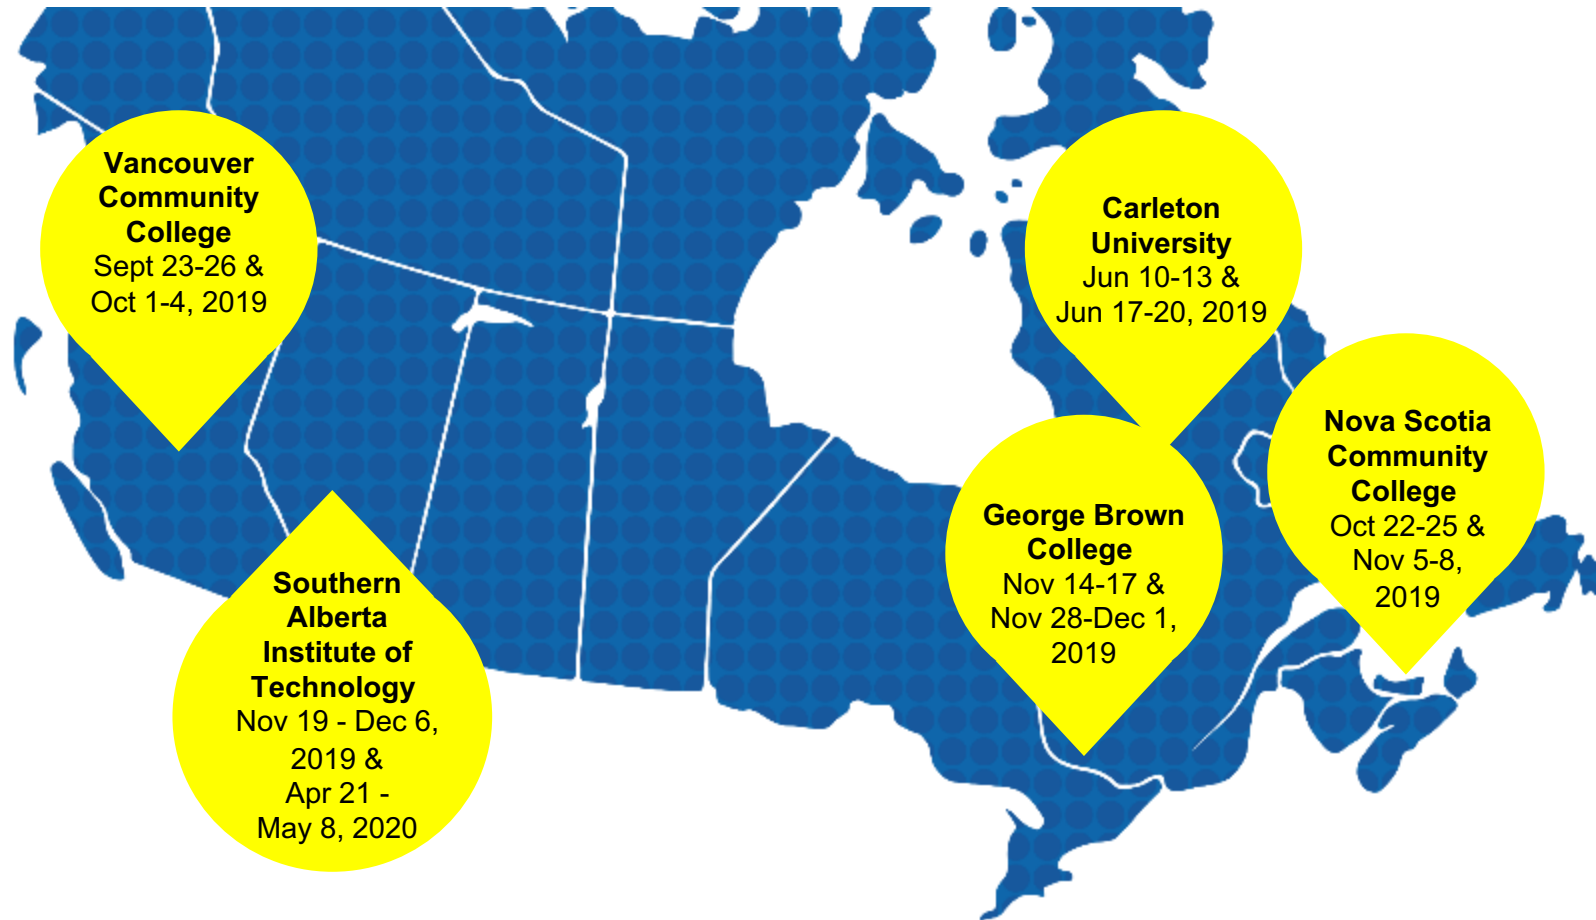 Vancouver
Community
College
Sept 23-26 &
Oct 1-4, 2019
Carleton
University
Jun 10-13 &
Jun 17-20, 2019
Nova Scotia
Community
College
Oct 22-25 &
Nov 5-8,
2019
George Brown
College
Nov 14-17 &
Nov 28-Dec 1,
2019
Southern
Alberta
Institute of
Technology
Nov 19 - Dec 6,
2019 &
Apr 21 -
May 8, 2020